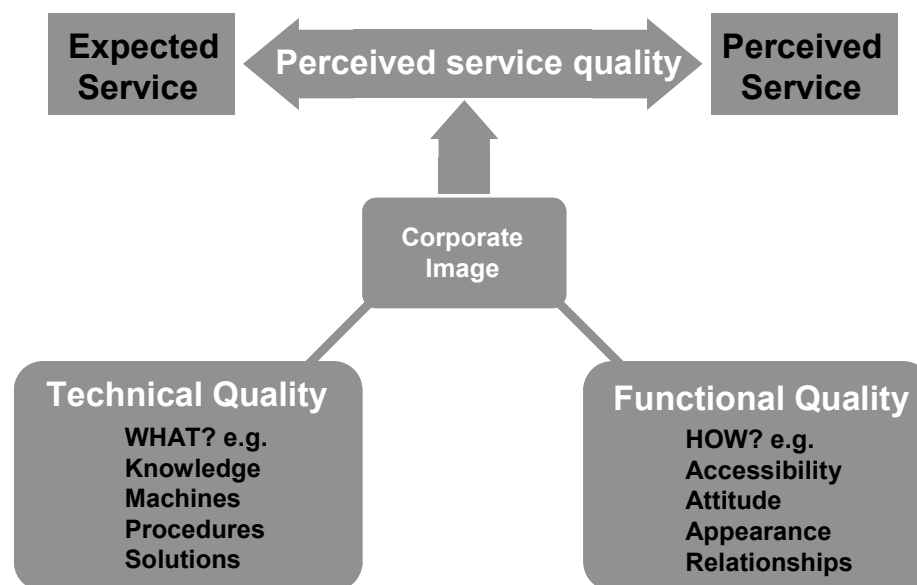 Expected
Service
Perceived service quality
Perceived
Service
Corporate
Image
Technical Quality
WHAT? e.g.
Knowledge
Machines
Procedures
Solutions
Functional Quality
HOW? e.g.
Accessibility
Attitude
Appearance
Relationships